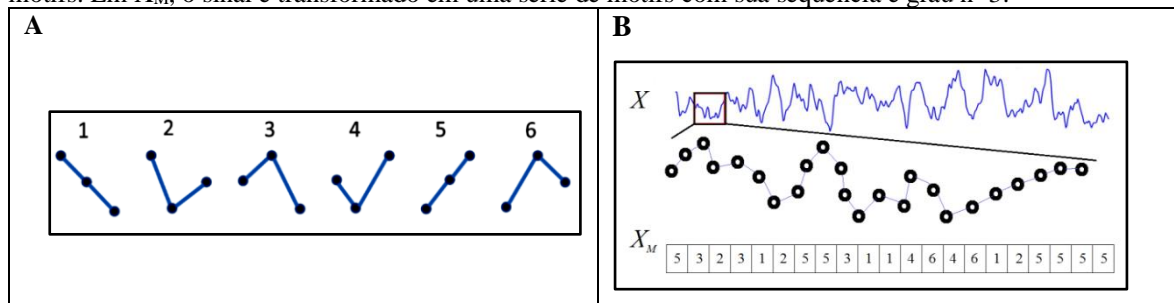 motifs. Em X_M, o sinal é transformado em uma série de motifs com sua sequência e grau n=3.
A
1 2 3 4 5 6
B
X
X_M
5 3 2 3 1 2 5 5 3 1 1 4 6 4 6 1 2 5 5 5 5